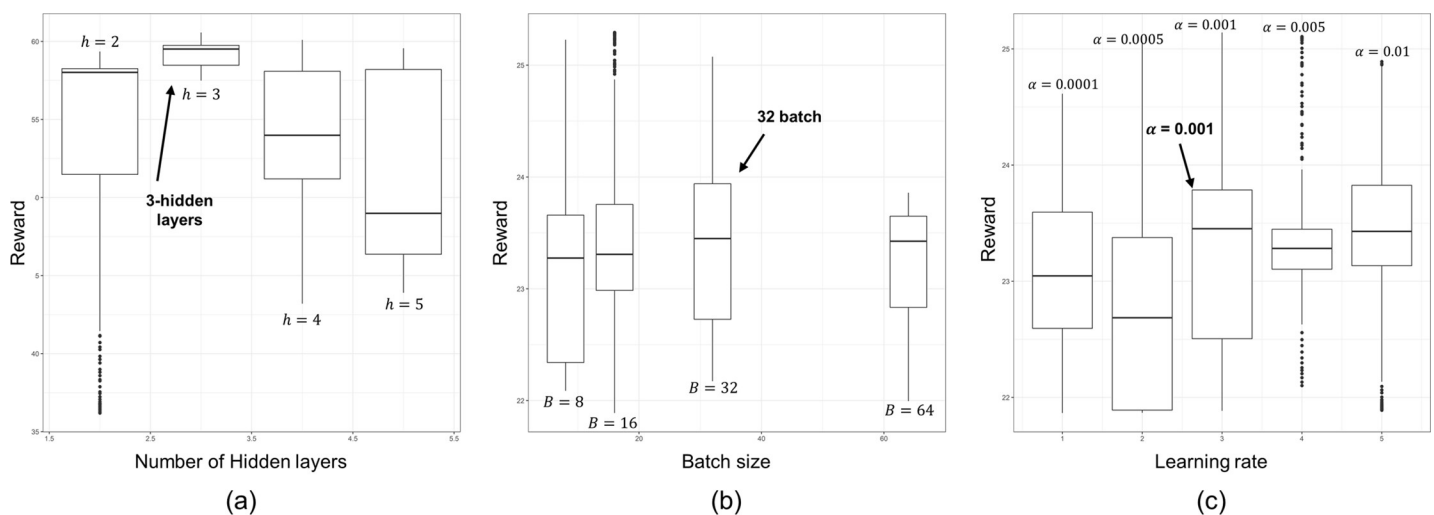 60
55
0
5
40
35
1.5
2.5
3.5
4.5
5.5
h = 2
h = 3
h = 4
h = 5
3-hidden
layers
Reward
Number of Hidden layers
(a)
25
24
23
22
20
40
60
B = 8
B = 16
B = 32
B = 64
32 batch
Reward
Batch size
(b)
25
24
23
22
1
2
3
4
5
α = 0.0001
α = 0.0005
α = 0.001
α = 0.005
α = 0.01
α = 0.001
Reward
Learning rate
(c)